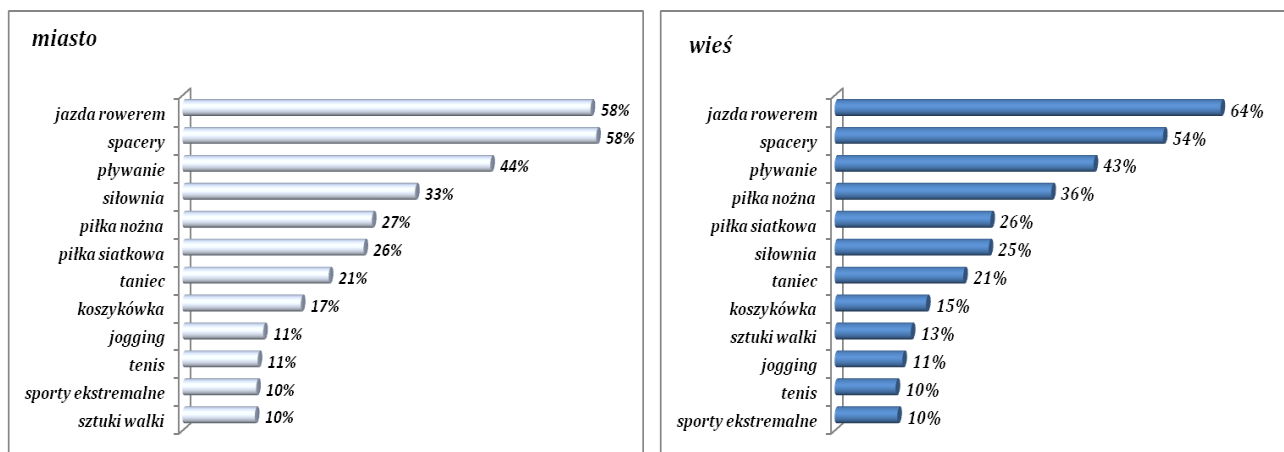 miasto
jazda rowerem 58%
spacery 58%
pływanie 44%
siłownia 33%
piłka nożna 27%
piłka siatkowa 26%
taniec 21%
koszykówka 17%
jogging 11%
tenis 11%
sporty ekstremalne 10%
sztuki walki 10%
wieś
jazda rowerem 64%
spacery 54%
pływanie 43%
piłka nożna 36%
piłka siatkowa 26%
siłownia 25%
taniec 21%
koszykówka 15%
sztuki walki 13%
jogging 11%
tenis 10%
sporty ekstremalne 10%